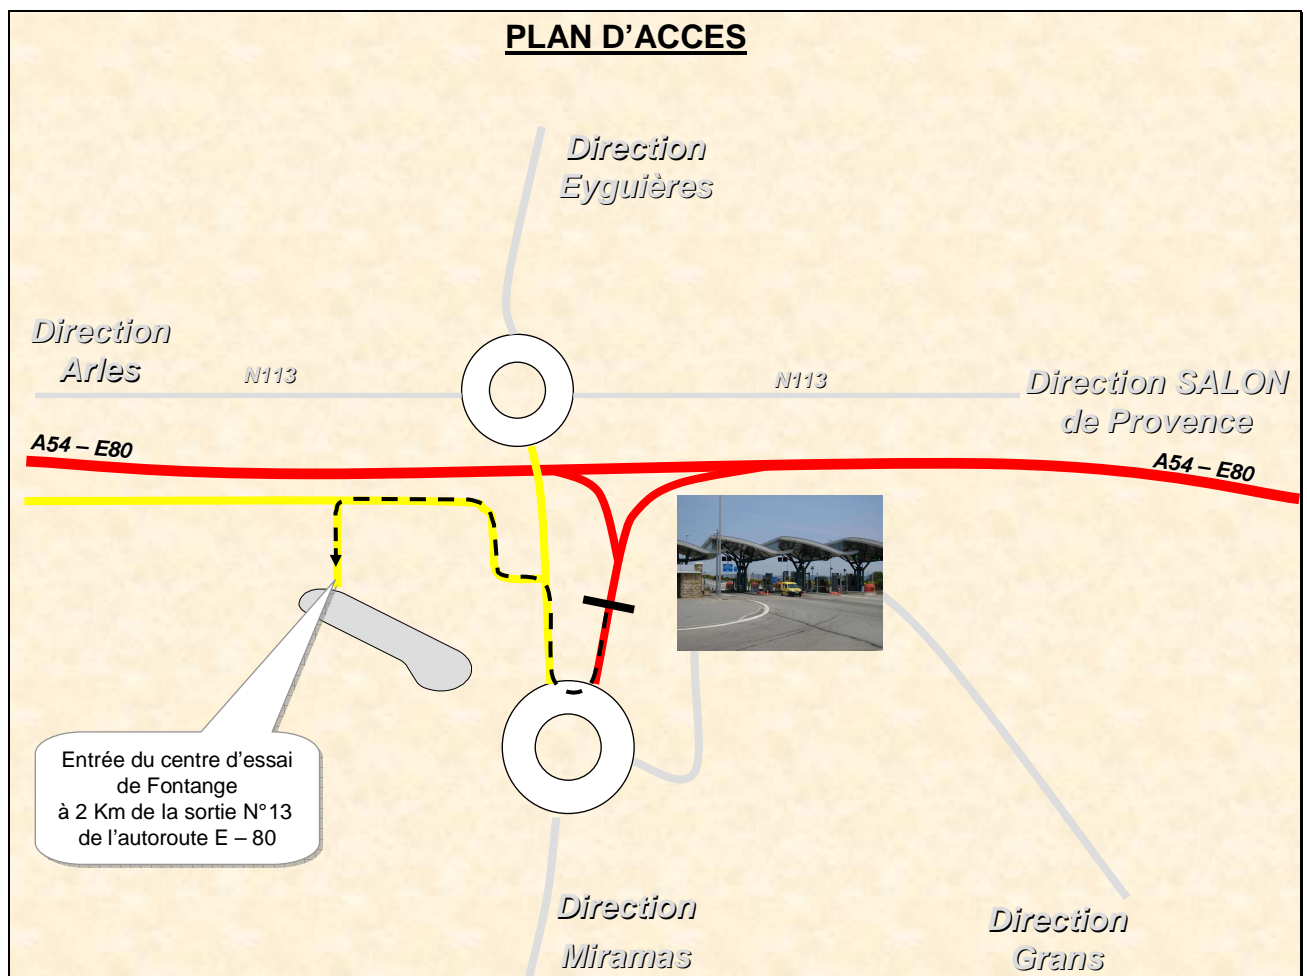 PLAN D’ACCES
Direction
Eyguières
Direction
Arles
N113
N113
Direction SALON
de Provence
A54 – E80
A54 – E80
Entrée du centre d’essai
de Fontange
à 2 Km de la sortie N°13
de l’autoroute E – 80
Direction
Miramas
Direction
Grans